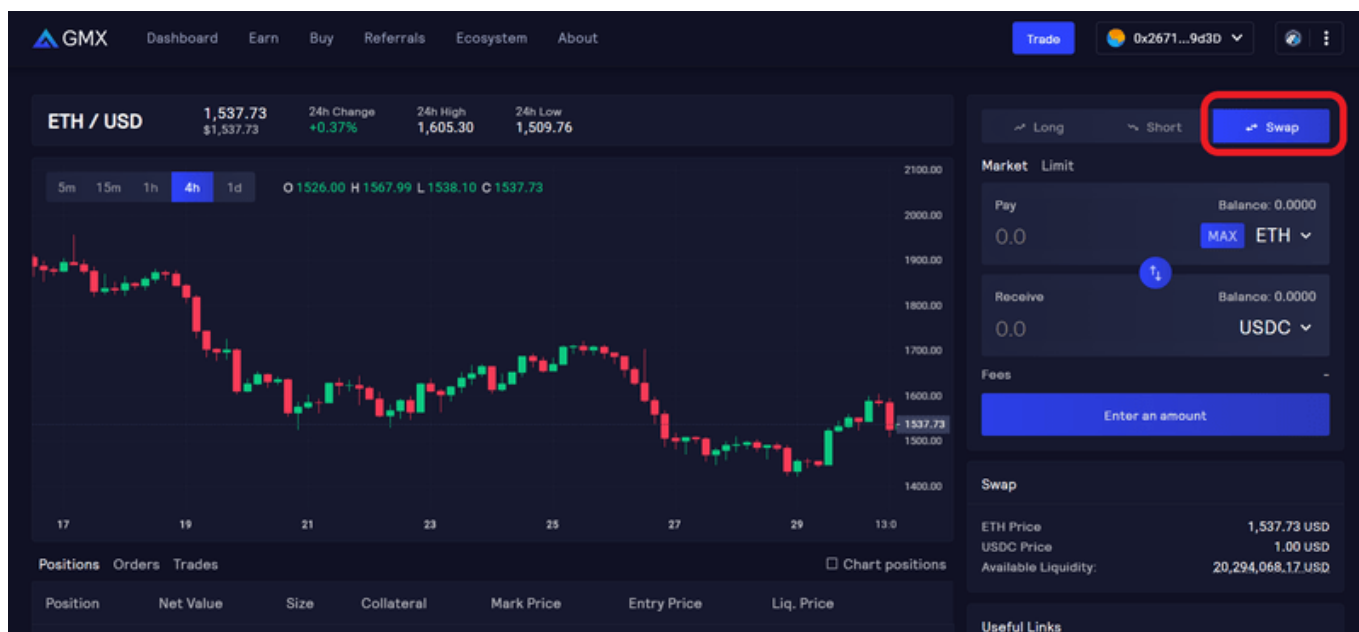 GMX Dashboard Earn Buy Referrals Ecosystem About Trade 0x2671...9d3D
ETH / USD 1,537.73 24h Change 24h High 24h Low
$1,537.73 +0.37% 1,605.30 1,509.76
Long Short Swap
5m 15m 1h 4h 1d O 1526.00 H 1567.99 L 1538.10 C 1537.73
2100.00
2000.00
1900.00
1800.00
1700.00
1600.00
1537.73
1500.00
1400.00
17 19 21 23 25 27 29 13:0
Market Limit
Pay Balance: 0.0000
0.0 MAX ETH
Receive Balance: 0.0000
0.0 USDC
Fees -
Enter an amount
Swap
ETH Price 1,537.73 USD
USDC Price 1.00 USD
Available Liquidity: 20,294,068.17 USD
Useful Links
Positions Orders Trades Chart positions
Position Net Value Size Collateral Mark Price Entry Price Liq. Price